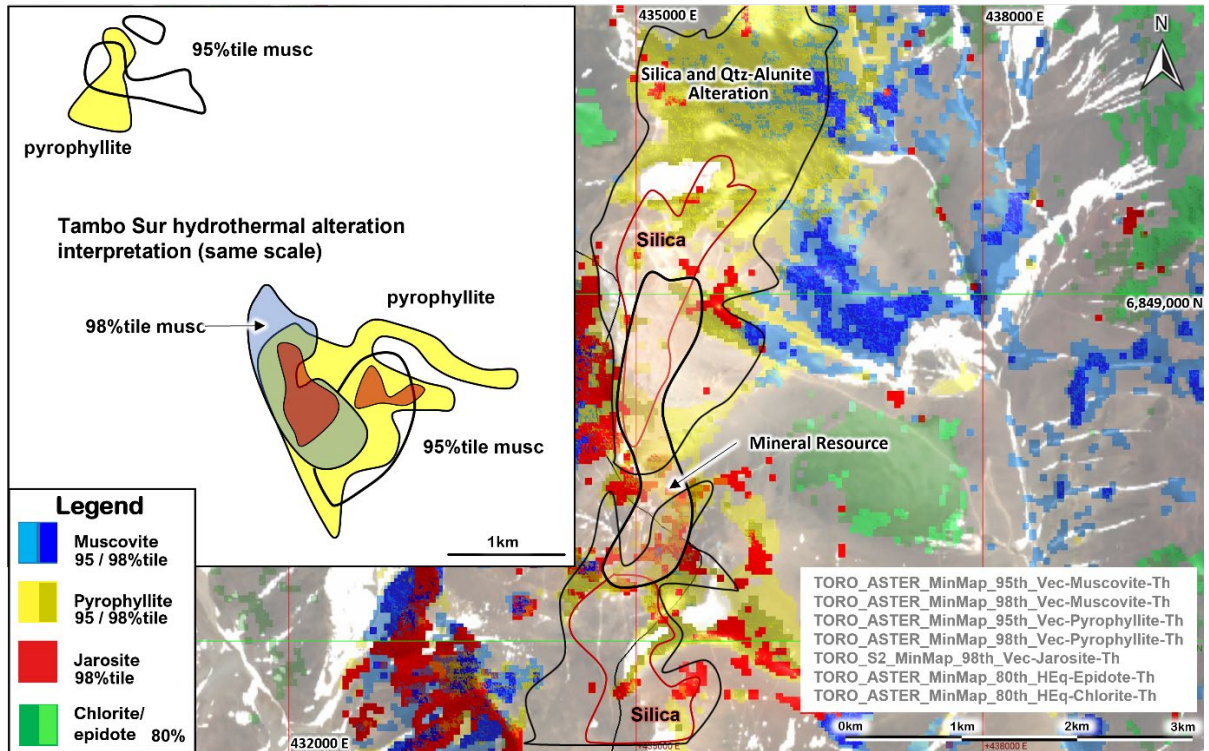 95%tile musc
pyrophyllite
Tambo Sur hydrothermal alteration
interpretation (same scale)
98%tile musc
pyrophyllite
95%tile musc
1km
Legend
Muscovite
95 / 98%tile
Pyrophyllite
95 / 98%tile
Jarosite
98%tile
Chlorite/
epidote 80%
435000 E
438000 E
N
Silica and Qtz-Alunite
Alteration
Silica
6,849,000 N
Mineral Resource
Silica
432000 E
TORO_ASTER_MinMap_95th_Vec-Muscovite-Th
TORO_ASTER_MinMap_98th_Vec-Muscovite-Th
TORO_ASTER_MinMap_95th_Vec-Pyrophyllite-Th
TORO_ASTER_MinMap_98th_Vec-Pyrophyllite-Th
TORO_S2_MinMap_98th_Vec-Jarosite-Th
TORO_ASTER_MinMap_80th_HEq-Epidote-Th
TORO_ASTER_MinMap_80th_HEq-Chlorite-Th
0km 1km 2km 3km
+435000 E
+438000 E